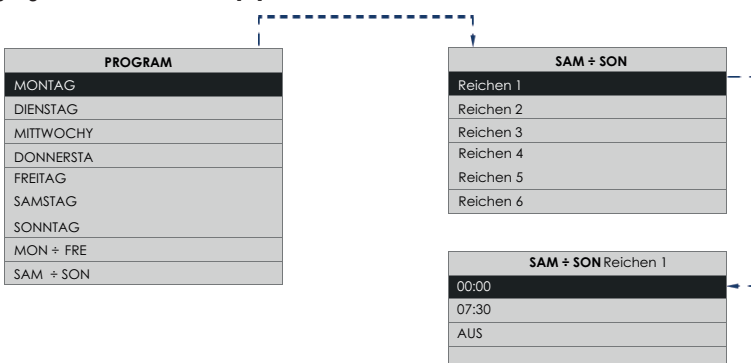 PROGRAM
MONTAG
DIENSTAG
MITTWOCHY
DONNERSTA
FREITAG
SAMSTAG
SONNTAG
MON ÷ FRE
SAM ÷ SON
SAM ÷ SON
Reichen 1
Reichen 2
Reichen 3
Reichen 4
Reichen 5
Reichen 6
SAM ÷ SON Reichen 1
00:00
07:30
AUS